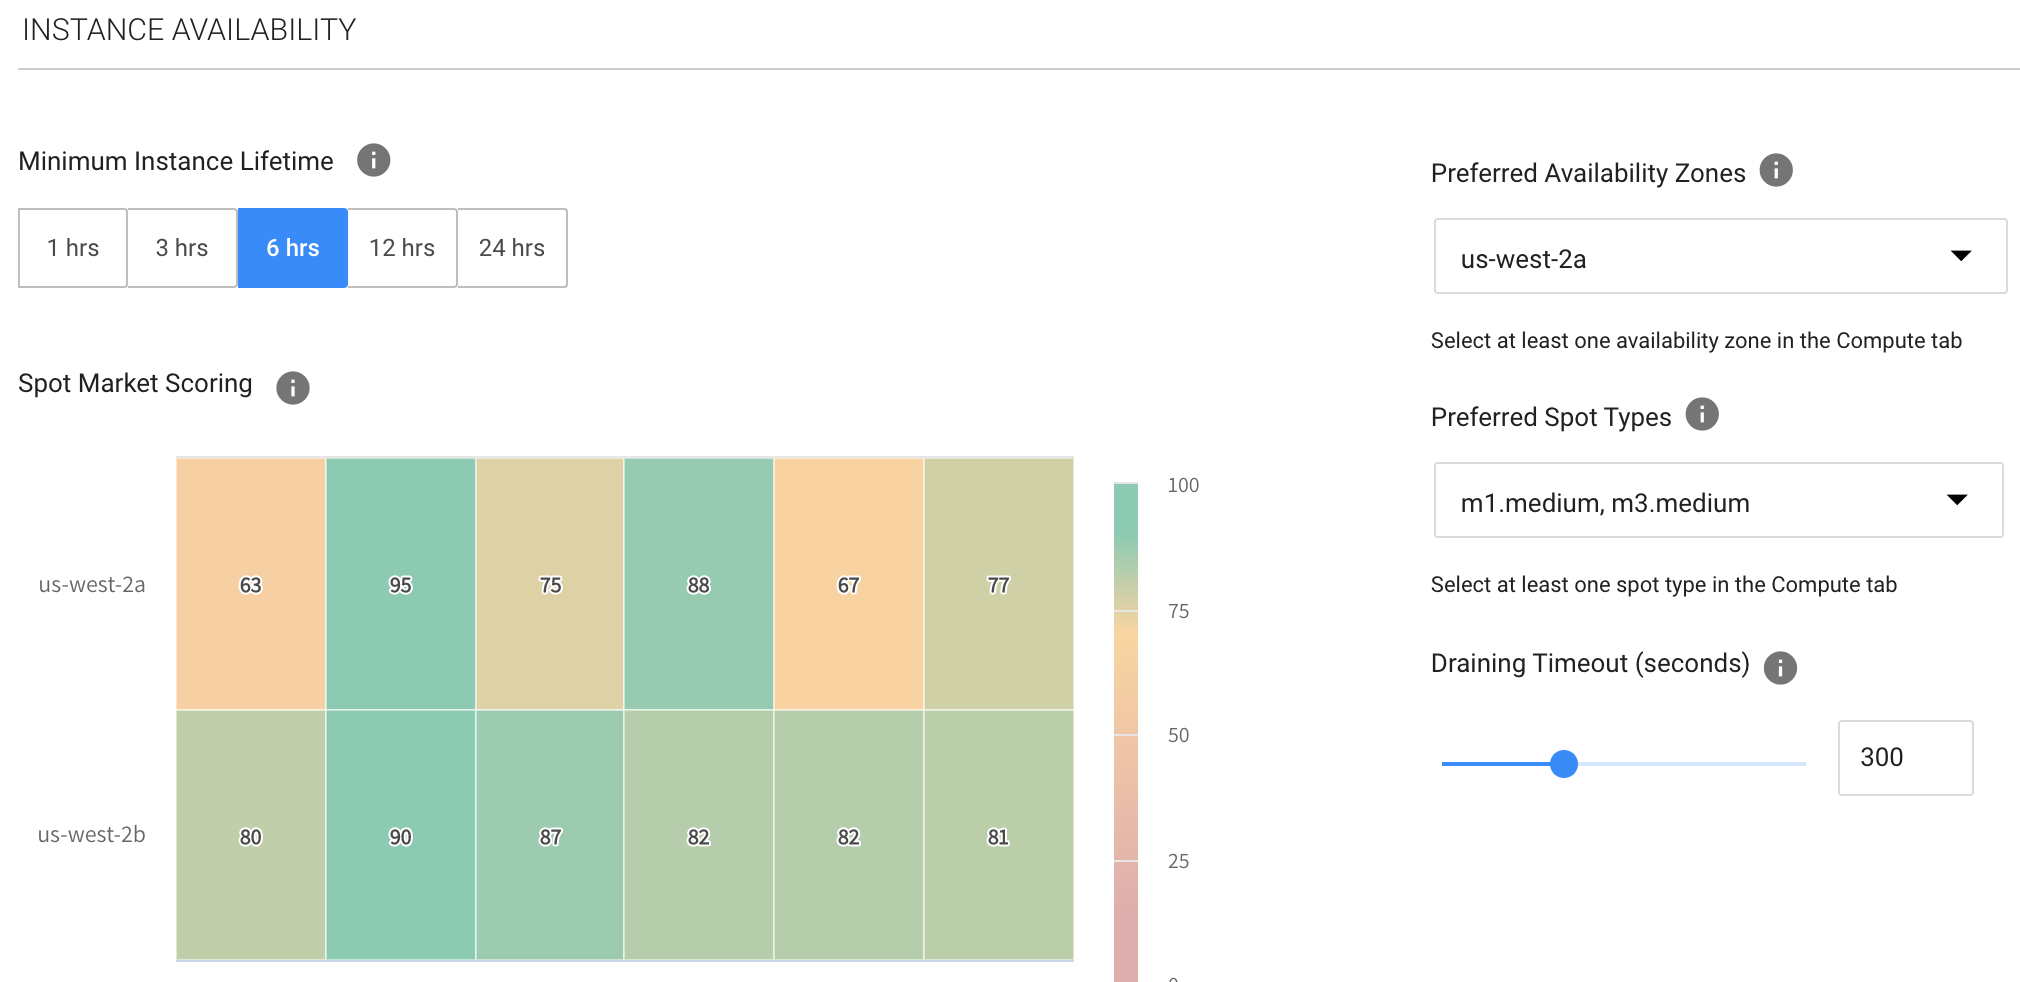 INSTANCE AVAILABILITY
Minimum Instance Lifetime
1 hrs 3 hrs 6 hrs 12 hrs 24 hrs
Spot Market Scoring
us-west-2a 63 95 75 88 67 77
us-west-2b 80 90 87 82 82 81
100
75
50
25
Preferred Availability Zones
us-west-2a
Select at least one availability zone in the Compute tab
Preferred Spot Types
m1.medium, m3.medium
Select at least one spot type in the Compute tab
Draining Timeout (seconds)
300